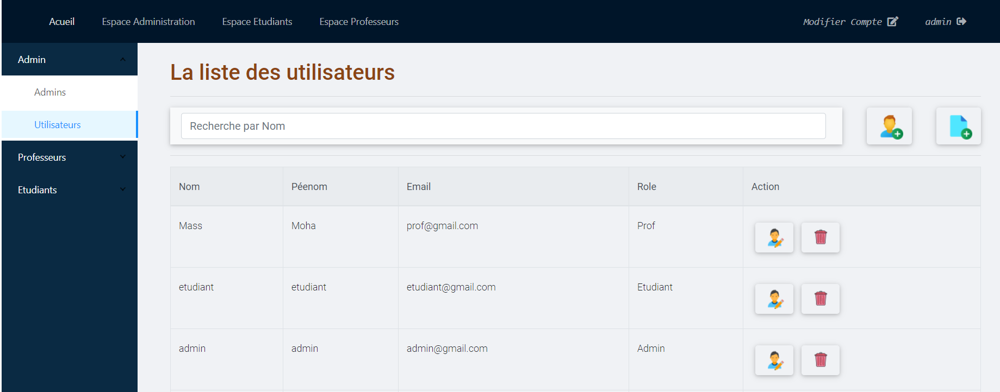 Acueil Espace Administration Espace Etudiants Espace Professeurs Modifier Compte admin
Admin
Admins
Utilisateurs
Professeurs
Etudiants
La liste des utilisateurs
Recherche par Nom
Nom Péenom Email Role Action
Mass Moha prof@gmail.com Prof
etudiant etudiant etudiant@gmail.com Etudiant
admin admin admin@gmail.com Admin